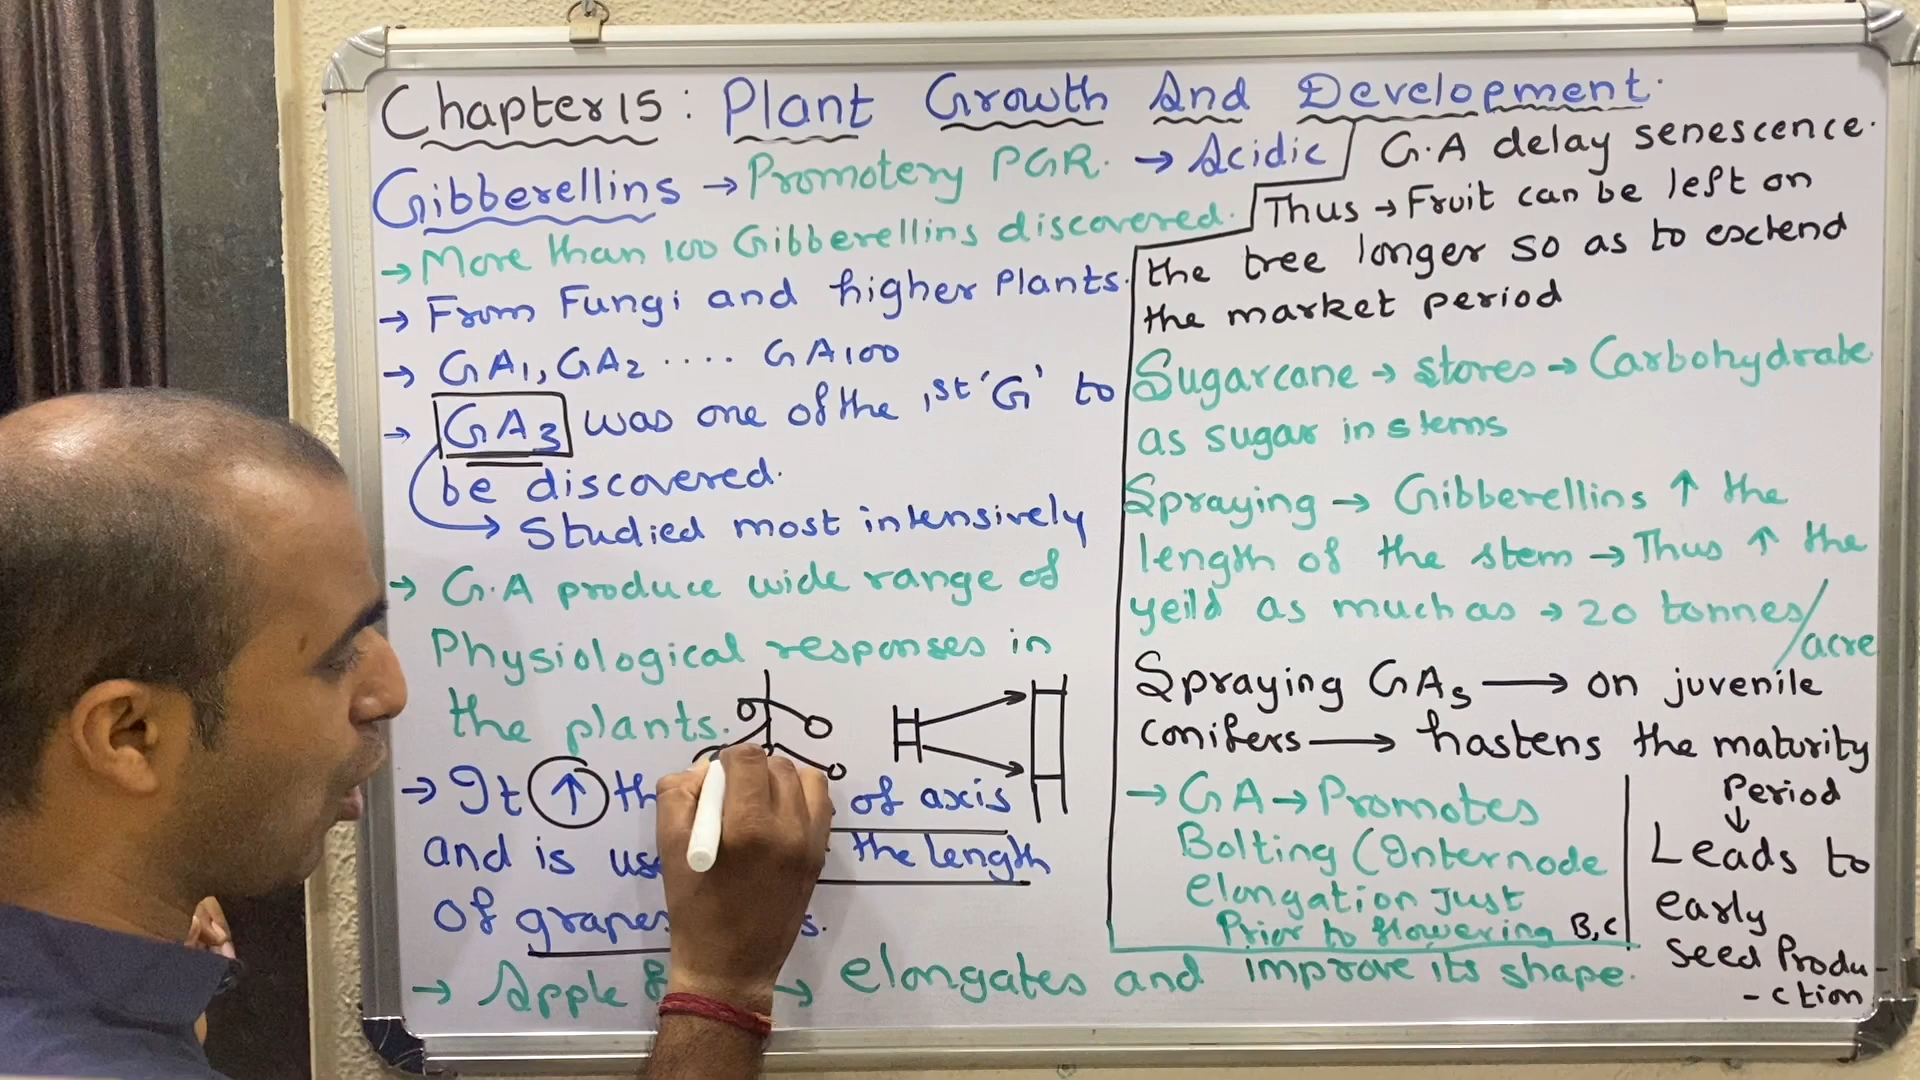 Chapter 15 : Plant Growth And Development.
Gibberellins → Promotery PGR. → Acidic
→ More than 100 Gibberellins discovered.
→ From Fungi and higher Plants.
→ GA1, GA2 .... GA100
→ GA3 was one of the 1st 'G' to
be discovered.
→ Studied most intensively
→ G.A produce wide range of
Physiological responses in
the plants.
→ It ↑ of axis
and is the length
of grapes
→ Apple → elongates and improve its shape.
G.A delay senescence.
Thus → Fruit can be left on
the tree longer so as to extend
the market period
Sugarcane → stores → Carbohydrate
as sugar in stems
Spraying → Gibberellins ↑ the
length of the stem → Thus ↑ the
yeild as much as → 20 tonnes/
acre
Spraying GAs → on juvenile
conifers → hastens the maturity
Period
↓
Leads to
early
seed Produ-
-ction
→ GA → Promotes
Bolting (Internode
elongation Just
Prior to flowering B, C